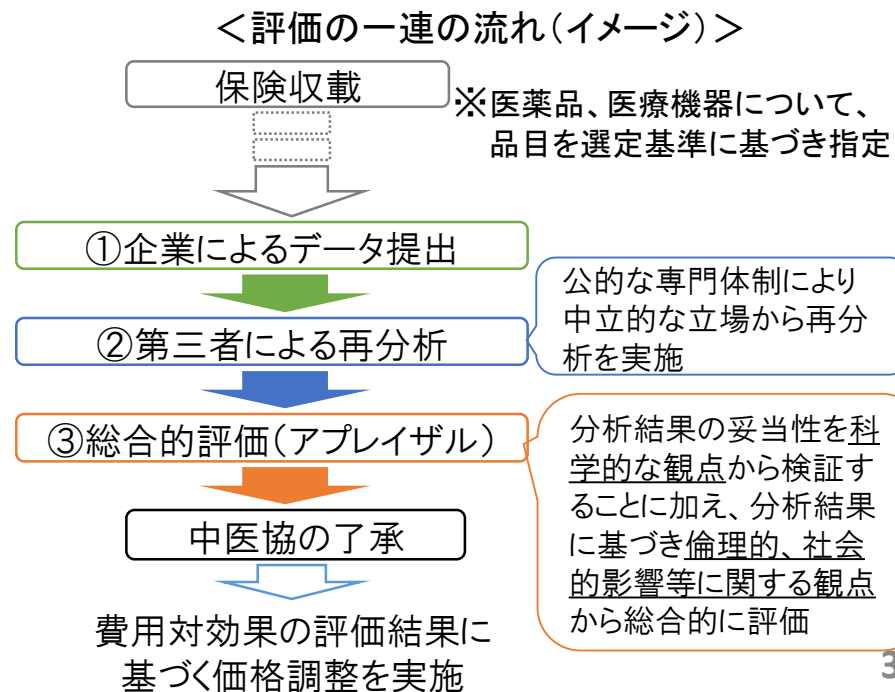 ＜評価の一連の流れ（イメージ）＞
保険収載
※医薬品、医療機器について、
品目を選定基準に基づき指定
①企業によるデータ提出
②第三者による再分析
公的な専門体制により
中立的な立場から再分
析を実施
③総合的評価（アプレイザル）
分析結果の妥当性を科
学的な観点から検証す
ることに加え、分析結果
に基づき倫理的、社会
的影響等に関する観点
から総合的に評価
中医協の了承
費用対効果の評価結果に
基づく価格調整を実施
3